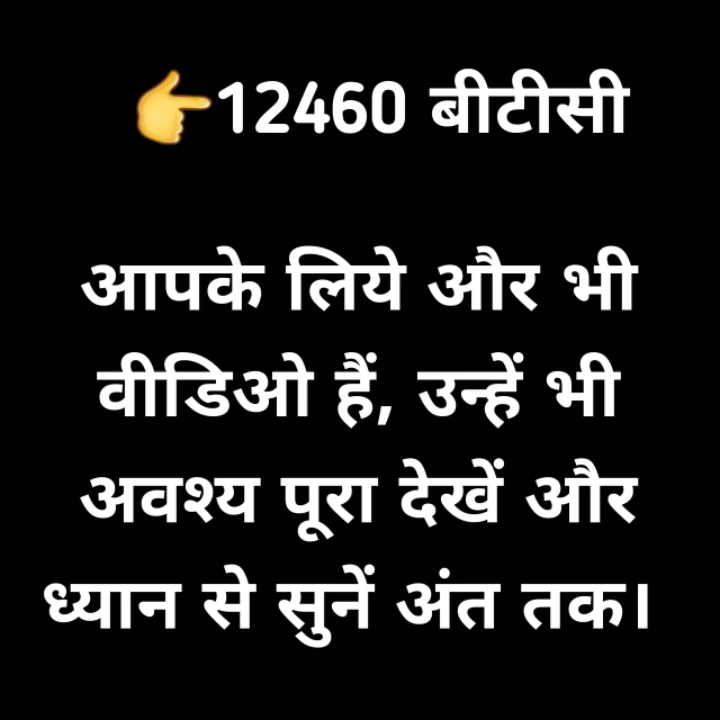 👉12460 बीटीसी
आपके लिये और भी
वीडिओ हैं, उन्हें भी
अवश्य पूरा देखें और
ध्यान से सुनें अंत तक।